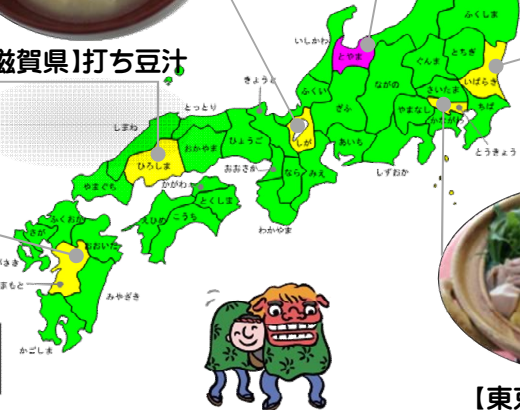 ふくしま
いしかわ
とやま
滋賀県】打ち豆汁
ぐんま
とちぎ
いばらき
きょうと
ふくい
ながの
さいたま
ぎふ
やまなし
ちば
とっとり
かながわ
しまね
ひょうご
しが
あいち
とうきょう
おかやま
ひろしま
おおさか
なら
みえ
しずおか
かがわ
やまぐち
とくしま
ふくおか
えひめ
こうち
わかやま
さが
おおいた
さき
まもと
みやざき
かごしま
【東